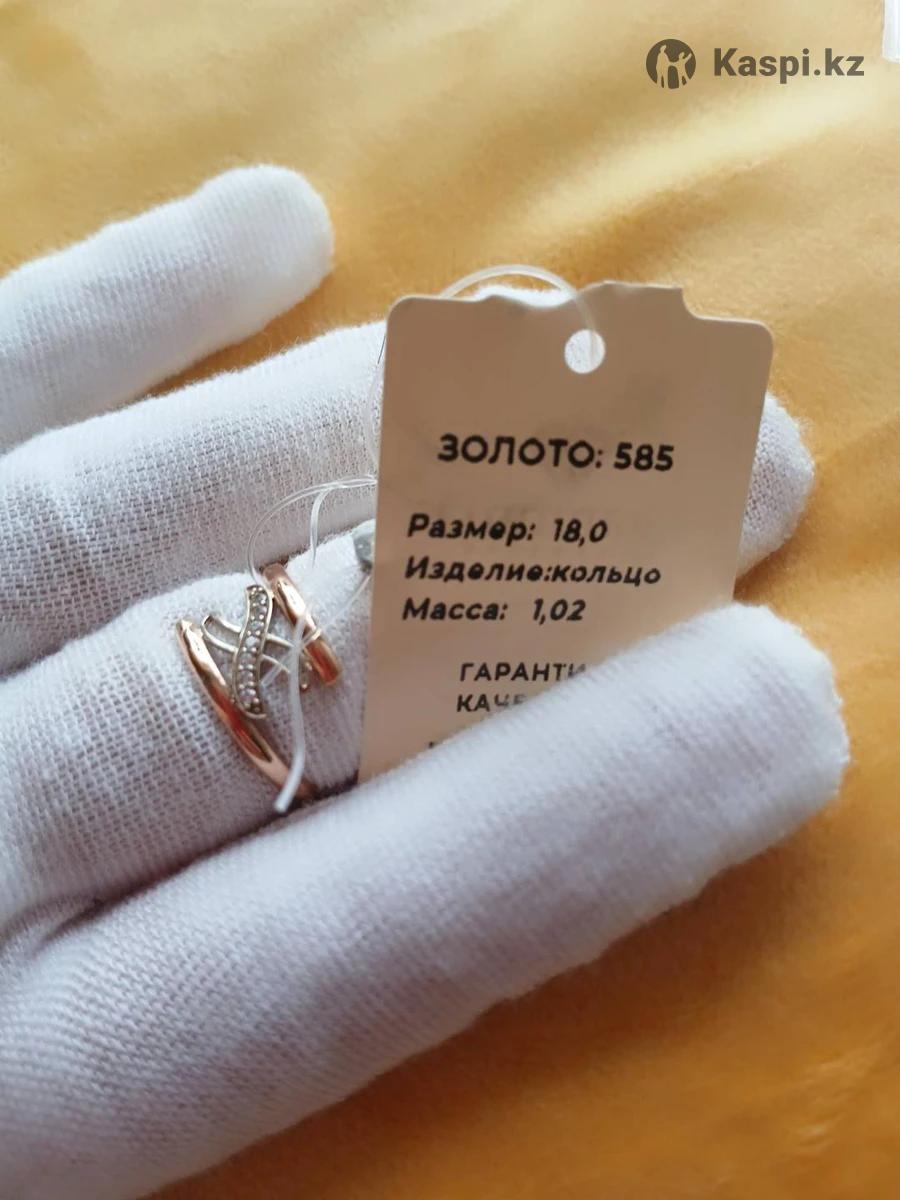 Kaspi.kz
ЗОЛОТО: 585
Размер: 18,0
Изделие:кольцо
Масса: 1,02